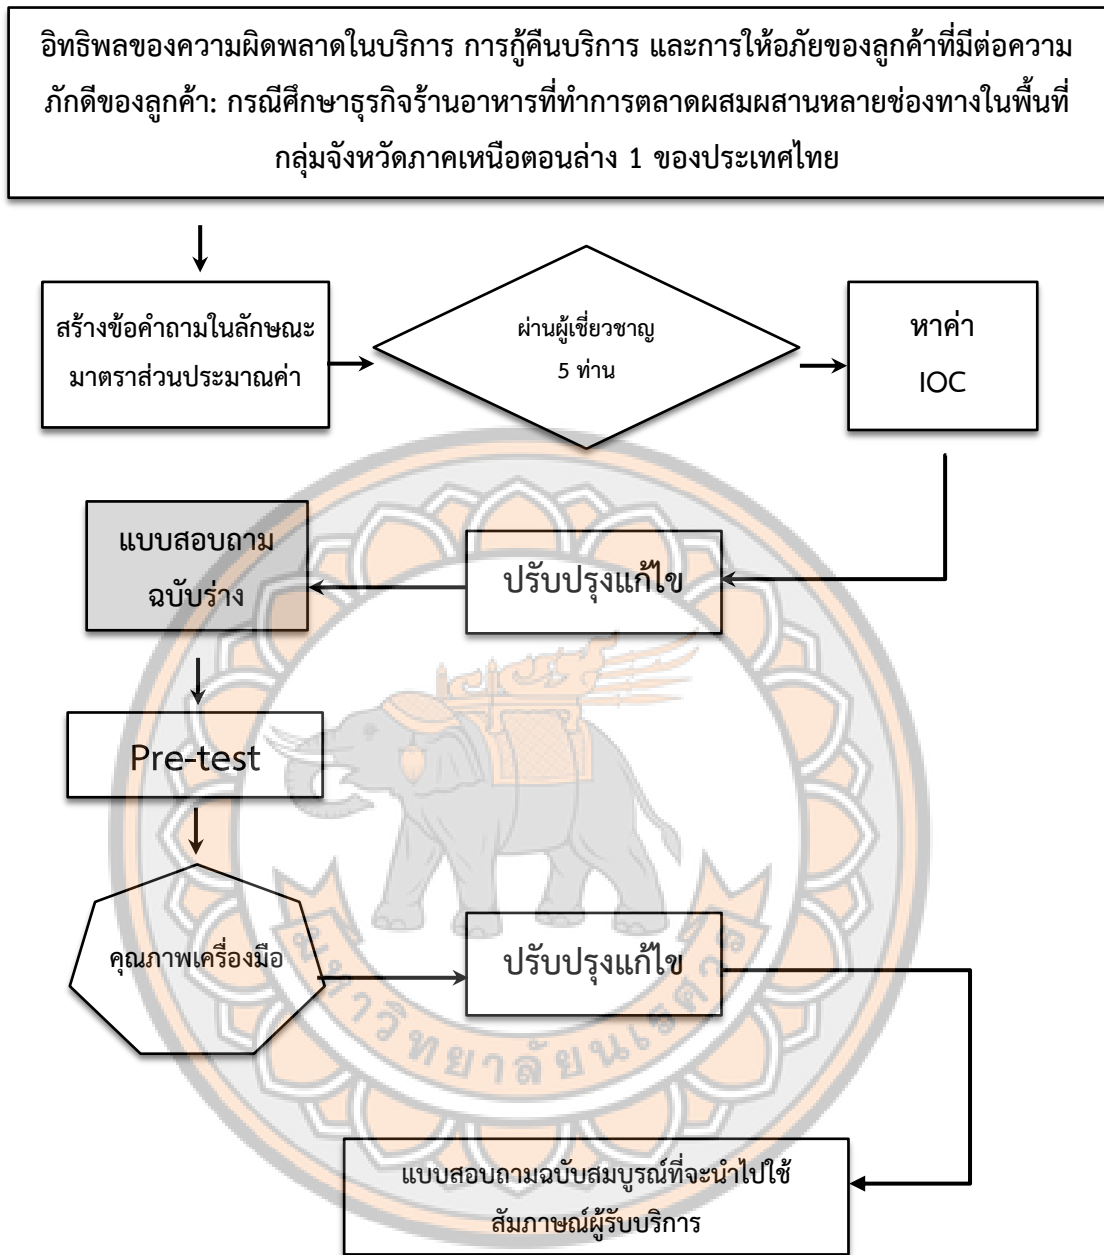 อิทธิพลของความผิดพลาดในบริการ การกู้คืนบริการ และการให้อภัยของลูกค้าที่มีต่อความ
ภักดีของลูกค้า: กรณีศึกษาธุรกิจร้านอาหารที่ทำการตลาดผสมผสานหลายช่องทางในพื้นที่
กลุ่มจังหวัดภาคเหนือตอนล่าง 1 ของประเทศไทย
สร้างข้อคำถามในลักษณะ
มาตราส่วนประมาณค่า
ผ่านผู้เชี่ยวชาญ
5 ท่าน
หาค่า
IOC
ปรับปรุงแก้ไข
แบบสอบถาม
ฉบับร่าง
Pre-test
คุณภาพเครื่องมือ
ปรับปรุงแก้ไข
มหาวิทยาลัยนเรศวร
แบบสอบถามฉบับสมบูรณ์ที่จะนำไปใช้
สัมภาษณ์ผู้รับบริการ